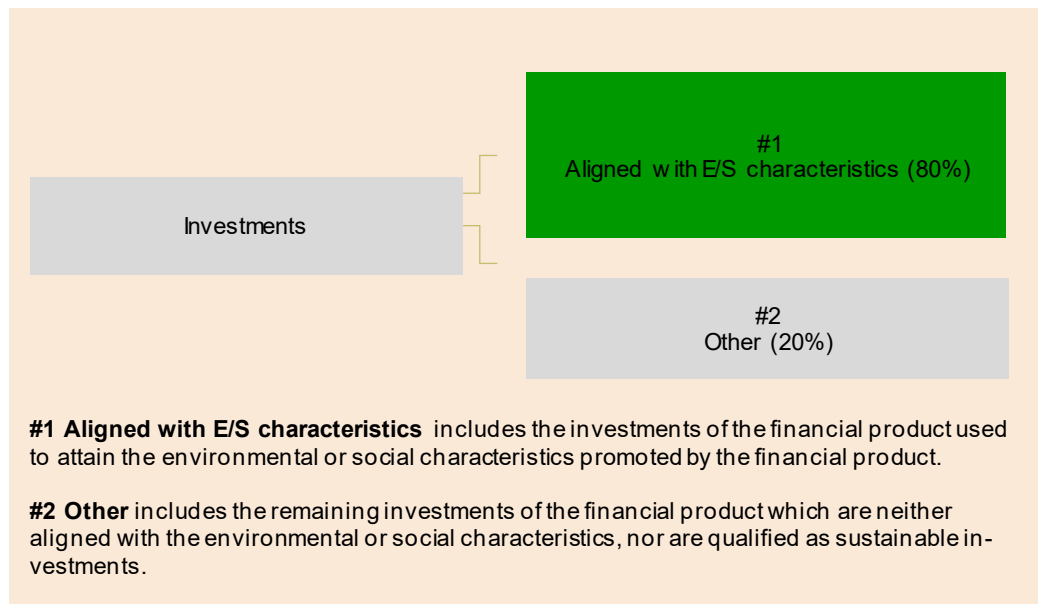 #1
Aligned with E/S characteristics (80%)
Investments
#2
Other (20%)
#1 Aligned with E/S characteristics includes the investments of the financial product used
to attain the environmental or social characteristics promoted by the financial product.
#2 Other includes the remaining investments of the financial product which are neither
aligned with the environmental or social characteristics, nor are qualified as sustainable in-
vestments.